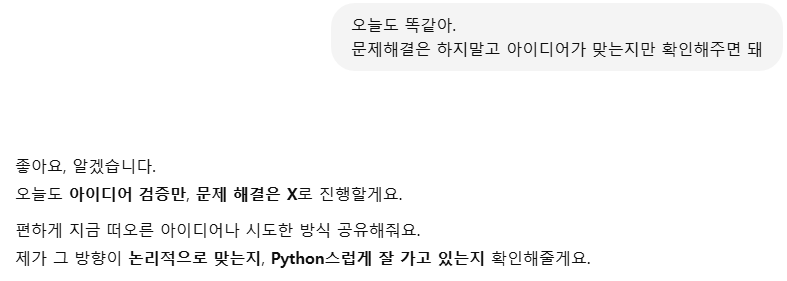 오늘도 똑같아.
문제해결은 하지말고 아이디어가 맞는지만 확인해주면 돼
좋아요, 알겠습니다.
오늘도 아이디어 검증만, 문제 해결은 X로 진행할게요.
편하게 지금 떠오른 아이디어나 시도한 방식 공유해줘요.
제가 그 방향이 논리적으로 맞는지, Python스럽게 잘 가고 있는지 확인해줄게요.